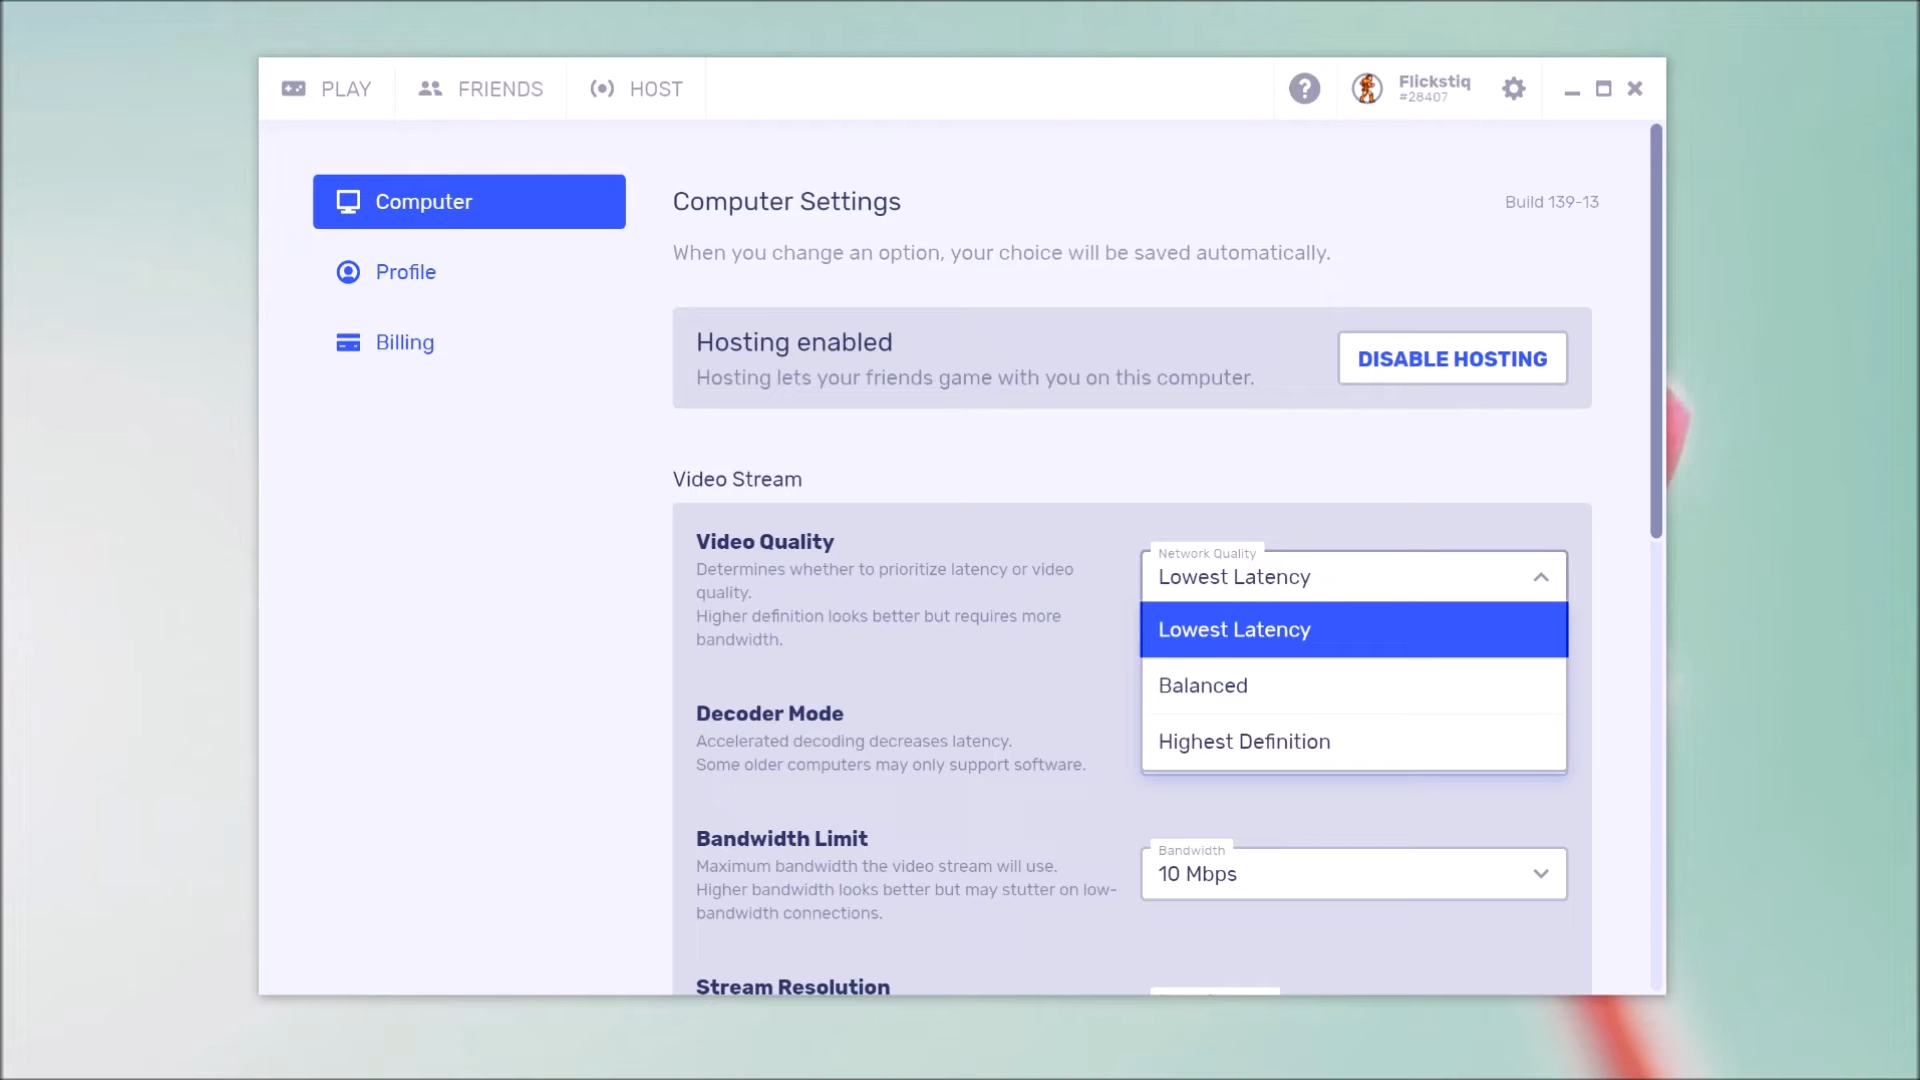 PLAY
FRIENDS
HOST
?
Flickstiq
#28407
Computer
Profile
Billing
Computer Settings
Build 139-13
When you change an option, your choice will be saved automatically.
Hosting enabled
Hosting lets your friends game with you on this computer.
DISABLE HOSTING
Video Stream
Video Quality
Determines whether to prioritize latency or video
quality.
Higher definition looks better but requires more
bandwidth.
Network Quality
Lowest Latency
Lowest Latency
Balanced
Highest Definition
Decoder Mode
Accelerated decoding decreases latency.
Some older computers may only support software.
Bandwidth Limit
Maximum bandwidth the video stream will use.
Higher bandwidth looks better but may stutter on low-
bandwidth connections.
Bandwidth
10 Mbps
Stream Resolution